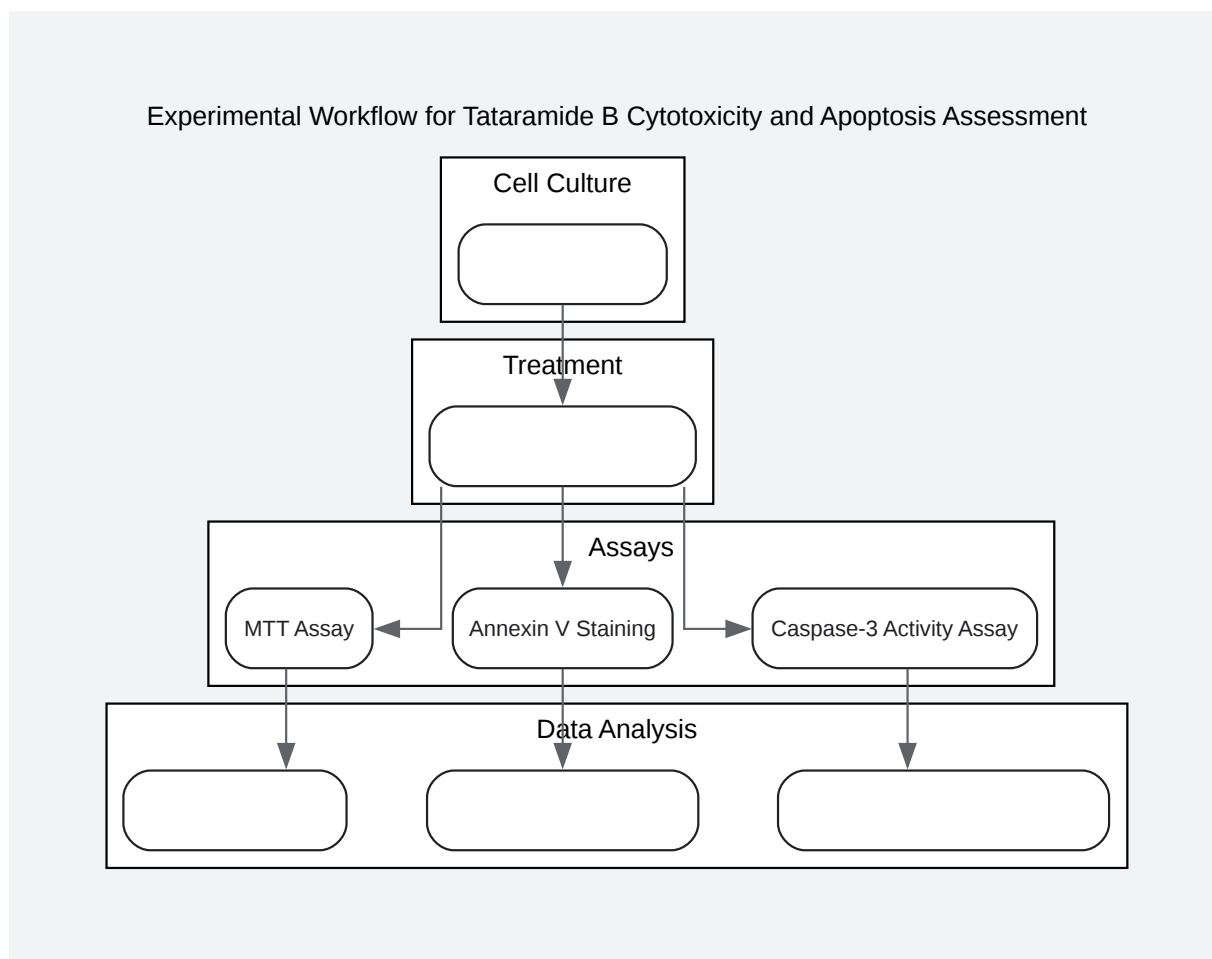 Experimental Workflow for Tataramide B Cytotoxicity and Apoptosis Assessment
Cell Culture
Treatment
Assays
MTT Assay
Annexin V Staining
Caspase-3 Activity Assay
Data Analysis